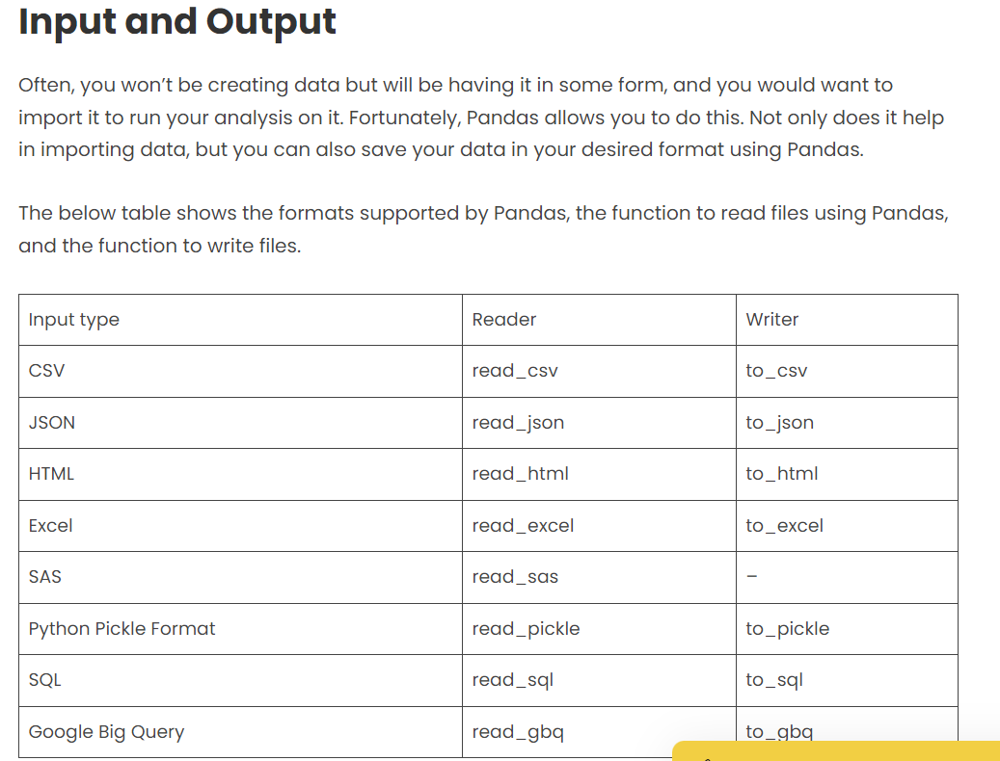 Input and Output
Often, you won’t be creating data but will be having it in some form, and you would want to
import it to run your analysis on it. Fortunately, Pandas allows you to do this. Not only does it help
in importing data, but you can also save your data in your desired format using Pandas.
The below table shows the formats supported by Pandas, the function to read files using Pandas,
and the function to write files.
Input type Reader Writer
CSV read_csv to_csv
JSON read_json to_json
HTML read_html to_html
Excel read_excel to_excel
SAS read_sas –
Python Pickle Format read_pickle to_pickle
SQL read_sql to_sql
Google Big Query read_gbq to_gbq